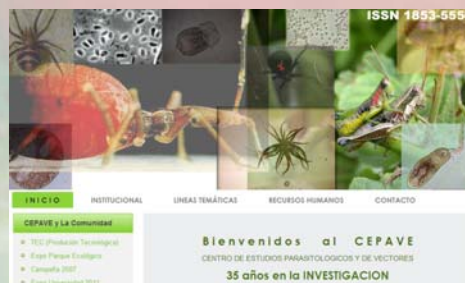 ISSN 1853-555
INICIO INSTITUCIONAL LINEAS TEMÁTICAS RECURSOS HUMANOS CONTACTO
CEPAVE y La Comunidad
TEC (Producción Tecnológica)
Expo Parque Ecológico
Campaña 2007
Bienvenidos al CEPAVE
CENTRO DE ESTUDIOS PARASITOLOGICOS Y DE VECTORES
35 años en la INVESTIGACION